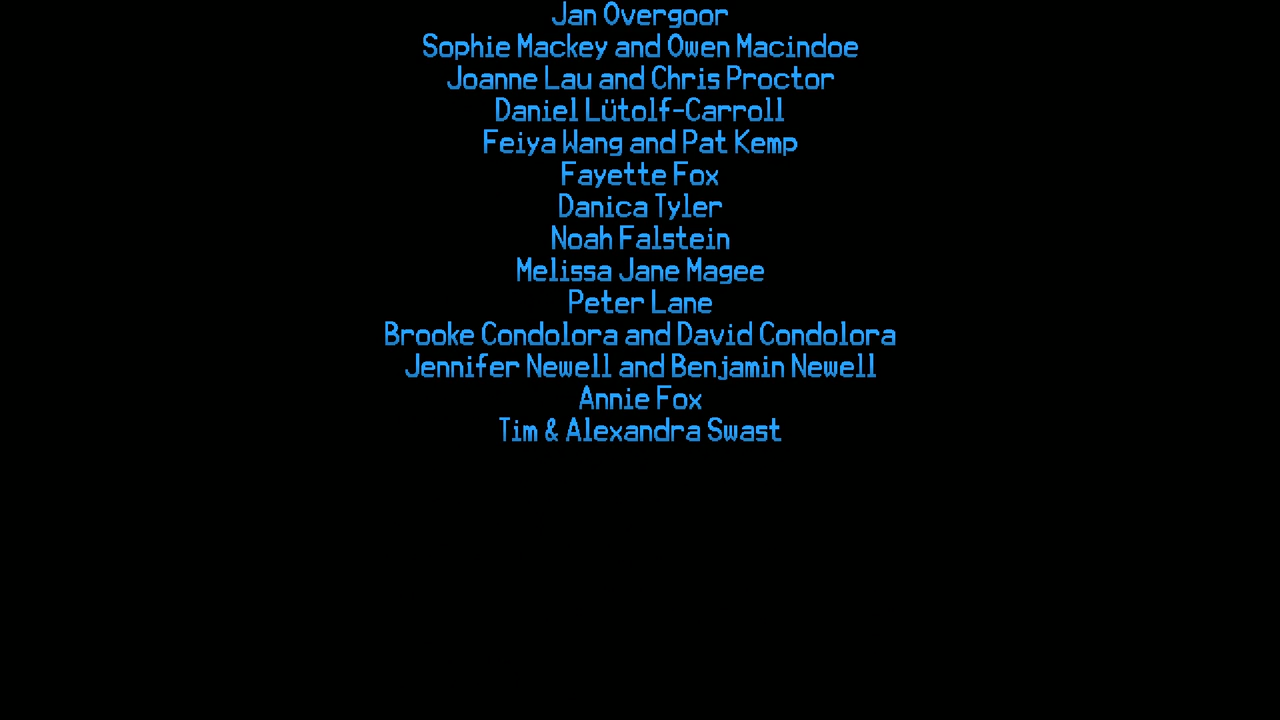 Jan Overgoor
Sophie Mackey and Owen Macindoe
Joanne Lau and Chris Proctor
Daniel Lütolf-Carroll
Feiya Wang and Pat Kemp
Fayette Fox
Danica Tyler
Noah Falstein
Melissa Jane Magee
Peter Lane
Brooke Condolora and David Condolora
Jennifer Newell and Benjamin Newell
Annie Fox
Tim & Alexandra Swast